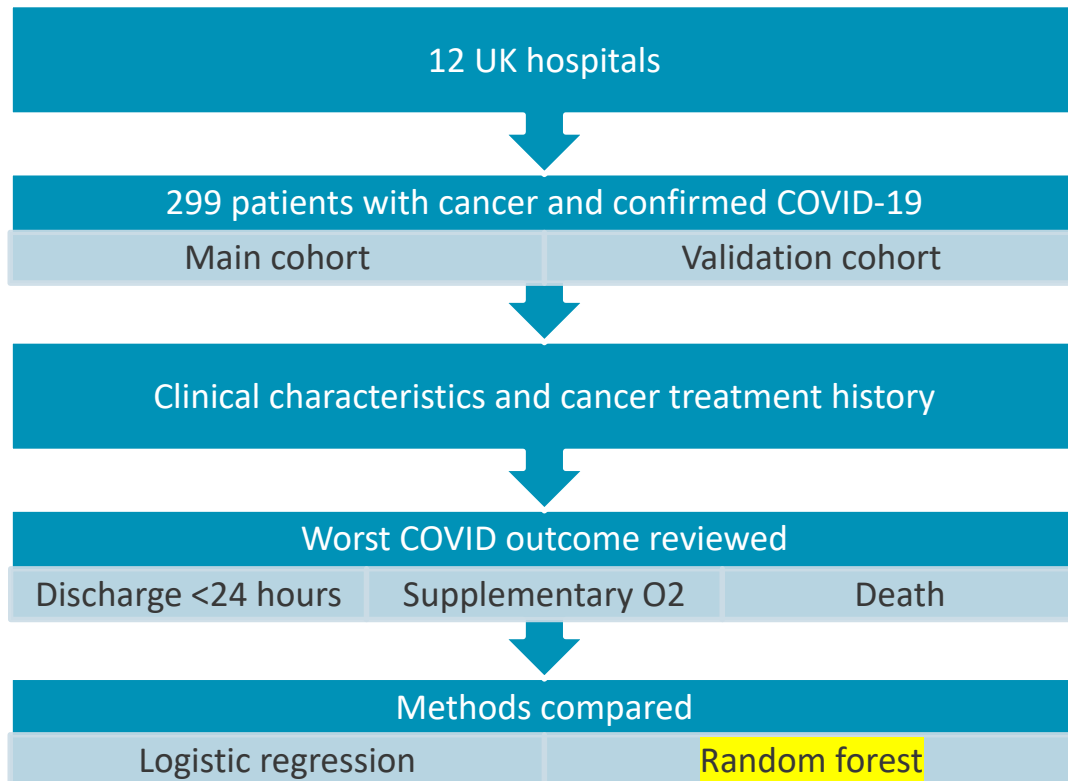 12 UK hospitals
299 patients with cancer and confirmed COVID-19
Main cohort
Validation cohort
Clinical characteristics and cancer treatment history
Worst COVID outcome reviewed
Discharge <24 hours
Supplementary O2
Death
Methods compared
Logistic regression
Random forest